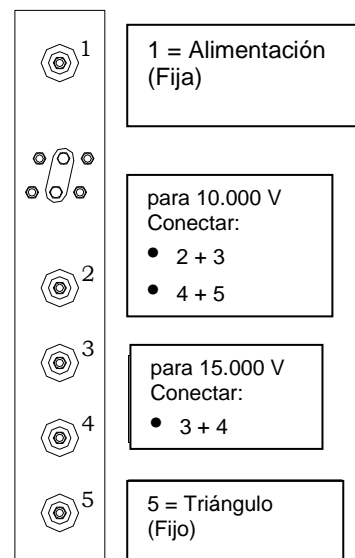 1
1 = Alimentación
(Fija)
para 10.000 V
Conectar:
• 2 + 3
• 4 + 5
2
3
para 15.000 V
Conectar:
• 3 + 4
4
5
5 = Triángulo
(Fijo)